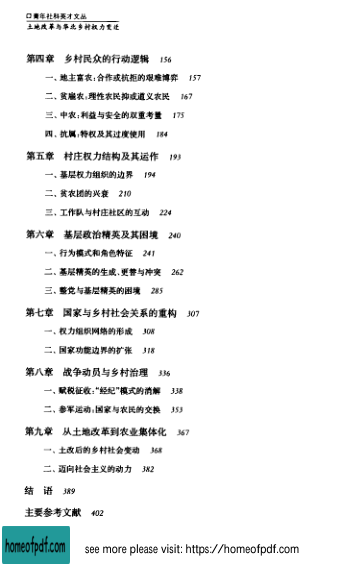 囗冀年社科英才文丛
土地改革与华北乡村权力变迁
第四章 乡村民众的行动逻辑 156
一、地主富农:合作或抗拒的艰难博弈 157
二、贫雇农:理性农民抑或道义农民 167
三、中农:利益与安全的双重考量 175
四、抗属:特权及其过度使用 184
第五章 村庄权力结构及其运作 193
一、基层权力组织的边界 194
二、贫农团的兴衰 210
三、工作队与村庄社区的互动 224
第六章 基层政治精英及其困境 240
一、行为模式和角色特征 241
二、基层精英的生成、更替与冲突 262
三、整党与基层精英的困境 285
第七章 国家与乡村社会关系的重构 307
一、权力组织网络的形成 308
二、国家功能边界的扩张 318
第八章 战争动员与乡村治理 336
一、赋税征收:“经纪”模式的消解 338
二、参军运动:国家与农民的交换 353
第九章 从土地改革到农业集体化 367
一、土改后的乡村社会变动 368
二、迈向社会主义的动力 382
结 语 389
主要参考文献 402
homeofpdf.com
see more please visit: https://homeofpdf.com